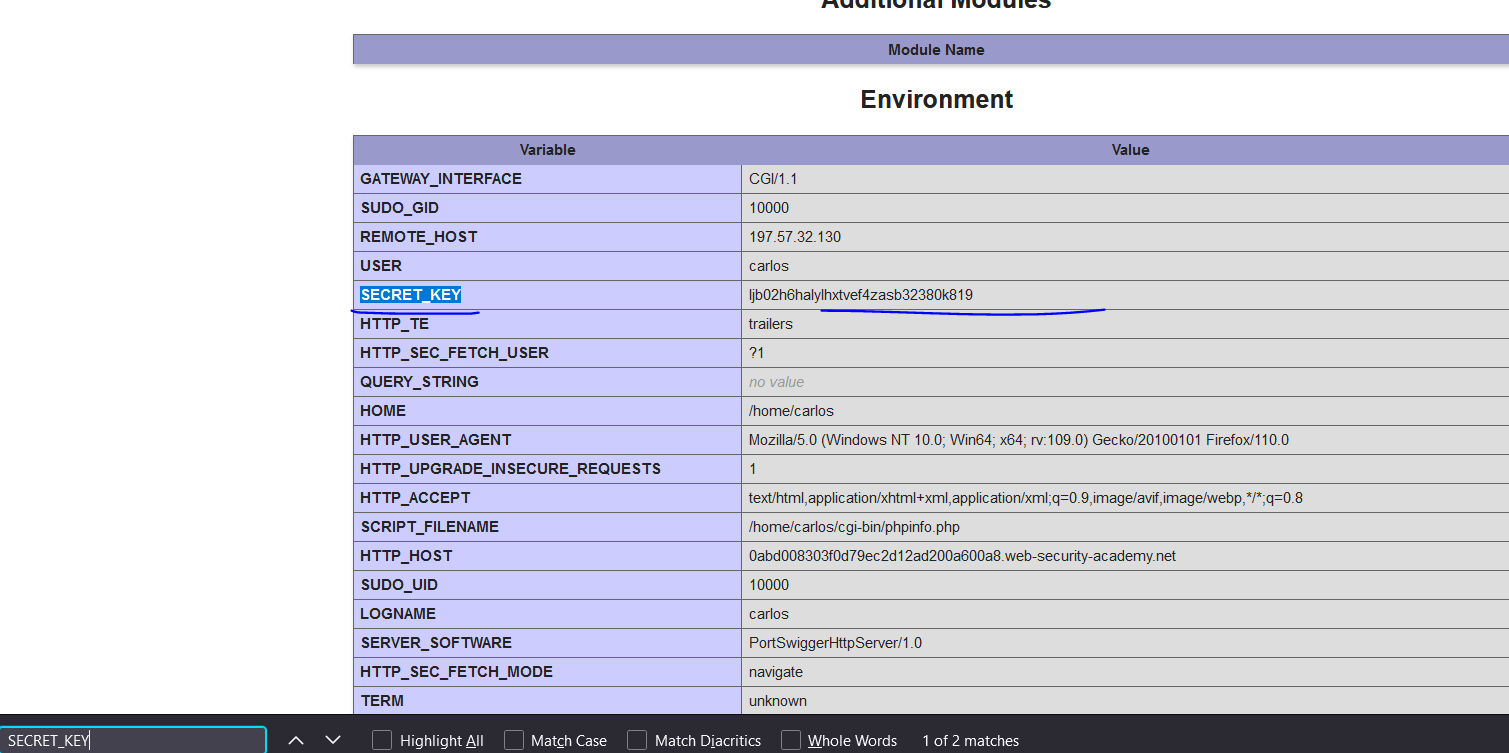 Additional Modules
Module Name
Environment
Variable Value
GATEWAY_INTERFACE CGI/1.1
SUDO_GID 10000
REMOTE_HOST 197.57.32.130
USER carlos
SECRET_KEY ljb02h6halylhxtvef4zasb32380k819
HTTP_TE trailers
HTTP_SEC_FETCH_USER ?1
QUERY_STRING no value
HOME /home/carlos
HTTP_USER_AGENT Mozilla/5.0 (Windows NT 10.0; Win64; x64; rv:109.0) Gecko/20100101 Firefox/110.0
HTTP_UPGRADE_INSECURE_REQUESTS 1
HTTP_ACCEPT text/html,application/xhtml+xml,application/xml;q=0.9,image/avif,image/webp,*/*;q=0.8
SCRIPT_FILENAME /home/carlos/cgi-bin/phpinfo.php
HTTP_HOST 0abd008303f0d79ec2d12ad200a600a8.web-security-academy.net
SUDO_UID 10000
LOGNAME carlos
SERVER_SOFTWARE PortSwiggerHttpServer/1.0
HTTP_SEC_FETCH_MODE navigate
TERM unknown
SECRET_KEY Highlight All Match Case Match Diacritics Whole Words 1 of 2 matches